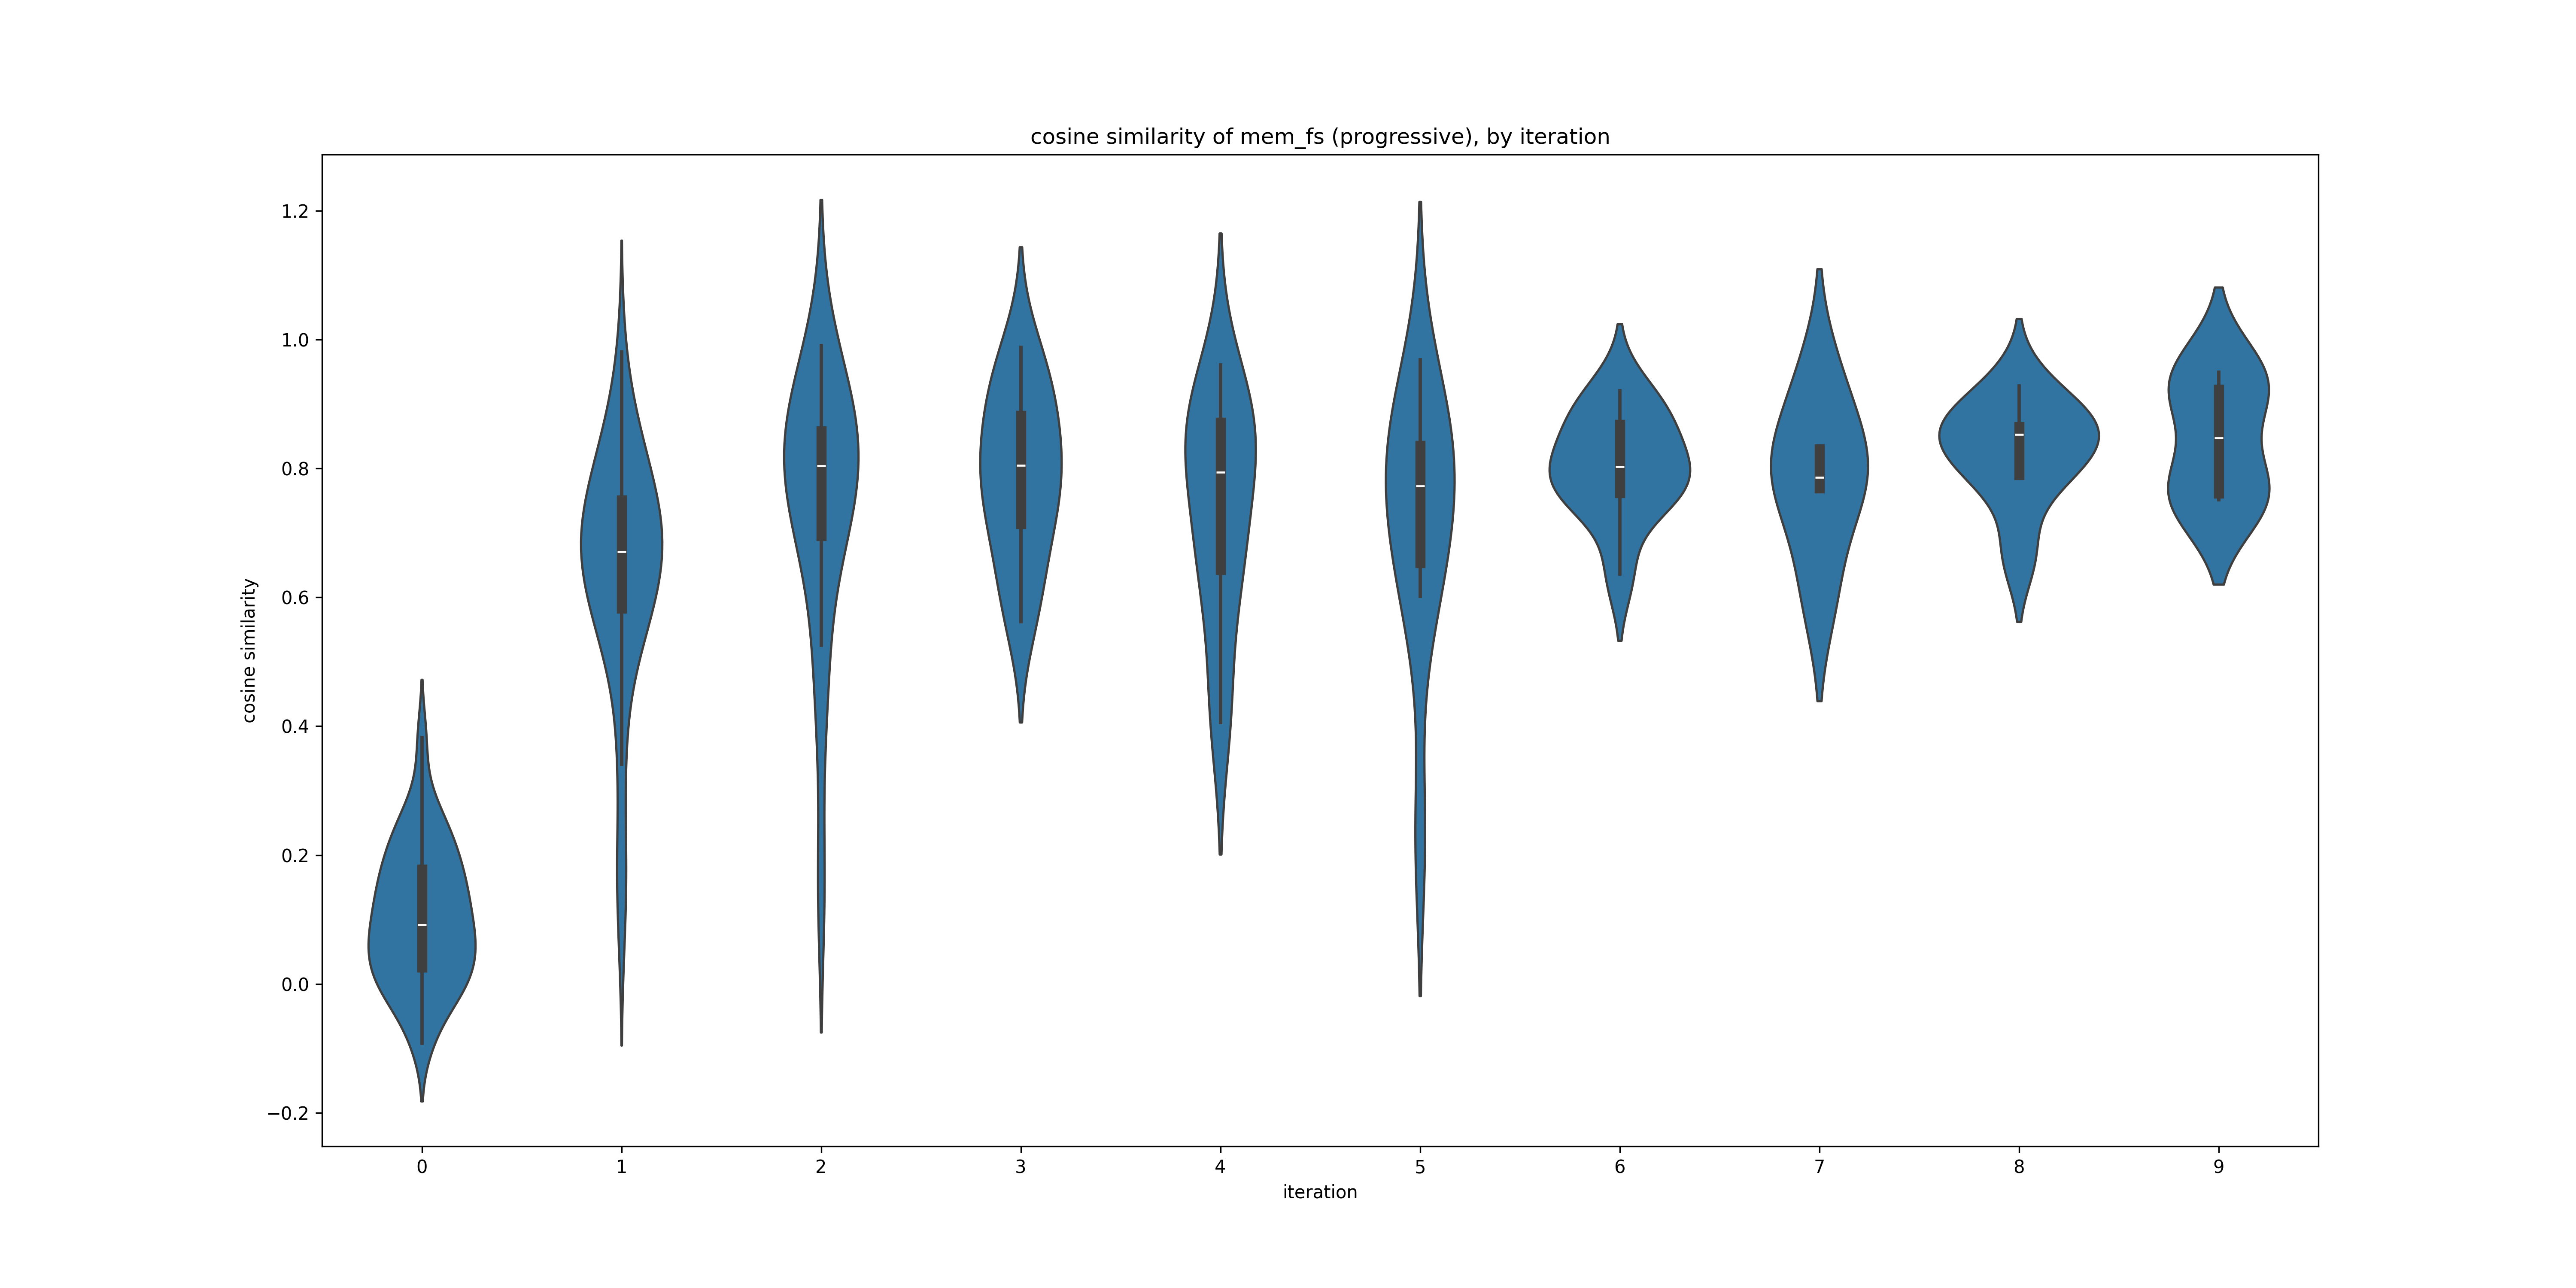 cosine similarity of mem_fs (progressive), by iteration
1.2
1.0
0.8
0.6
0.4
0.2
0.0
−0.2
cosine similarity
0 1 2 3 4 5 6 7 8 9
iteration